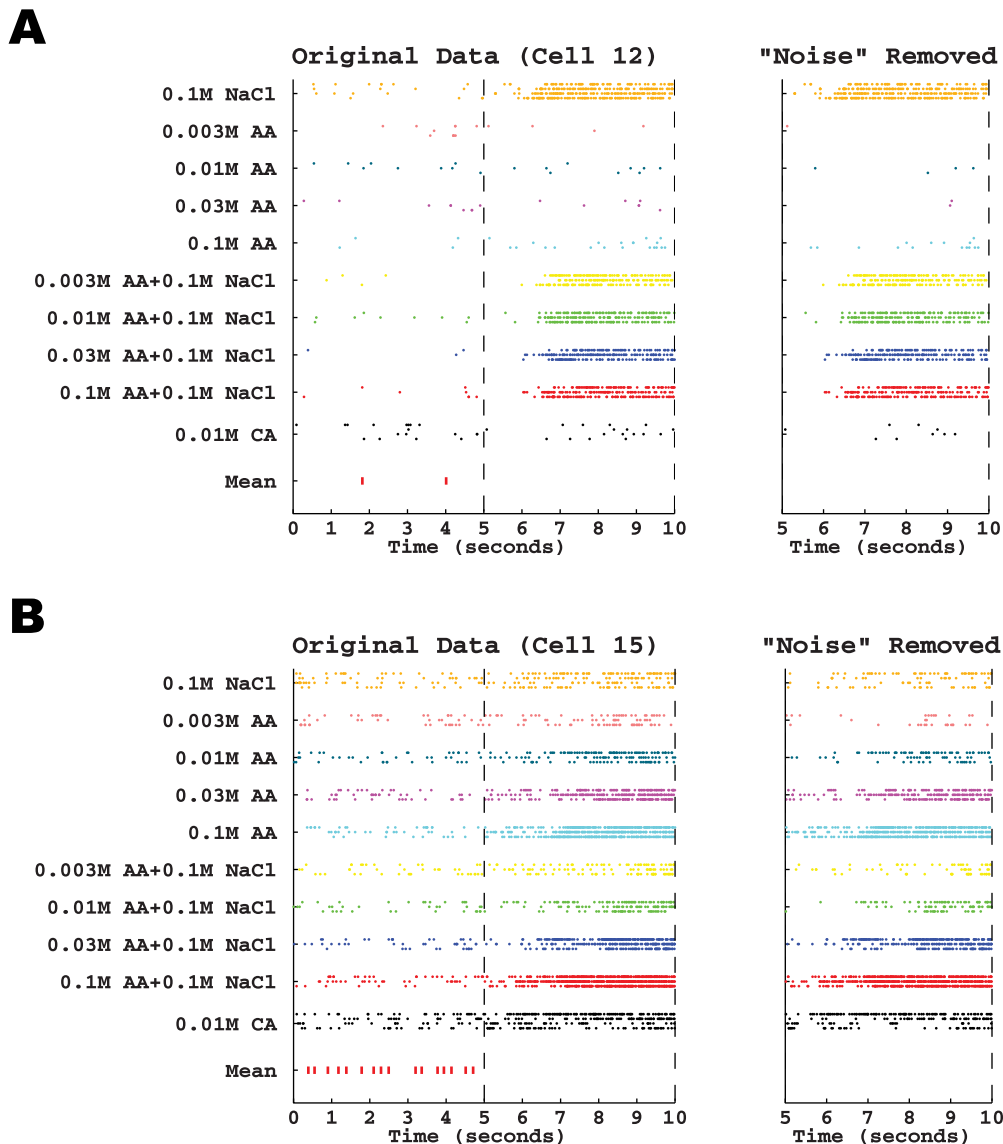 A
Original Data (Cell 12)
"Noise" Removed
0.1M NaCl
0.003M AA
0.01M AA
0.03M AA
0.1M AA
0.003M AA+0.1M NaCl
0.01M AA+0.1M NaCl
0.03M AA+0.1M NaCl
0.1M AA+0.1M NaCl
0.01M CA
Mean
0 1 2 3 4 5 6 7 8 9 10
Time (seconds)
5 6 7 8 9 10
Time (seconds)
B
Original Data (Cell 15)
"Noise" Removed
0.1M NaCl
0.003M AA
0.01M AA
0.03M AA
0.1M AA
0.003M AA+0.1M NaCl
0.01M AA+0.1M NaCl
0.03M AA+0.1M NaCl
0.1M AA+0.1M NaCl
0.01M CA
Mean
0 1 2 3 4 5 6 7 8 9 10
Time (seconds)
5 6 7 8 9 10
Time (seconds)